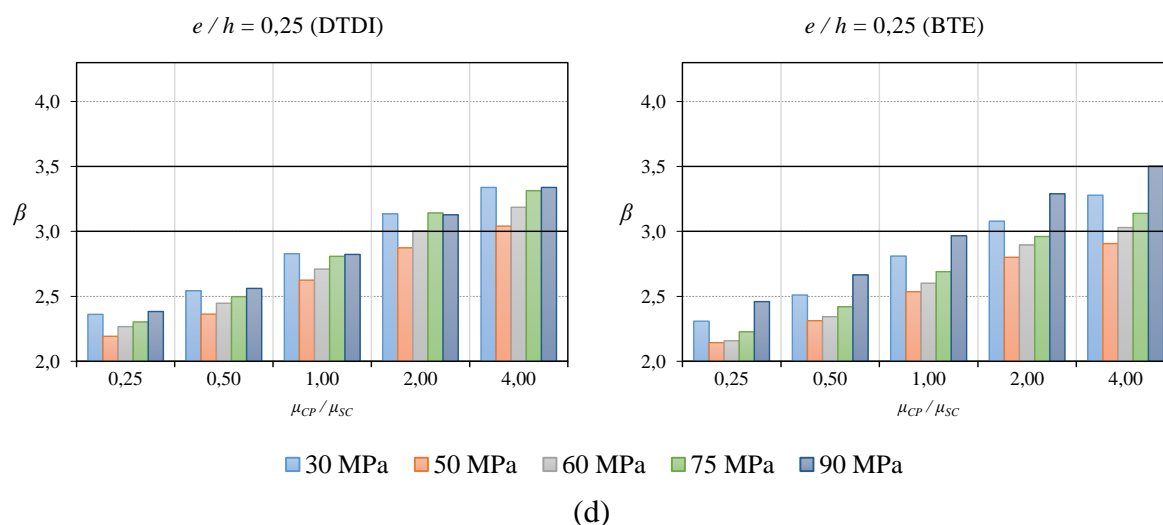 e / h = 0,25 (DTDI)
4,0
3,5
β
3,0
2,5
2,0
0,25 0,50 1,00 2,00 4,00
μCP / μSC
e / h = 0,25 (BTE)
4,0
3,5
β
3,0
2,5
2,0
0,25 0,50 1,00 2,00 4,00
μCP / μSC
30 MPa 50 MPa 60 MPa 75 MPa 90 MPa
(d)